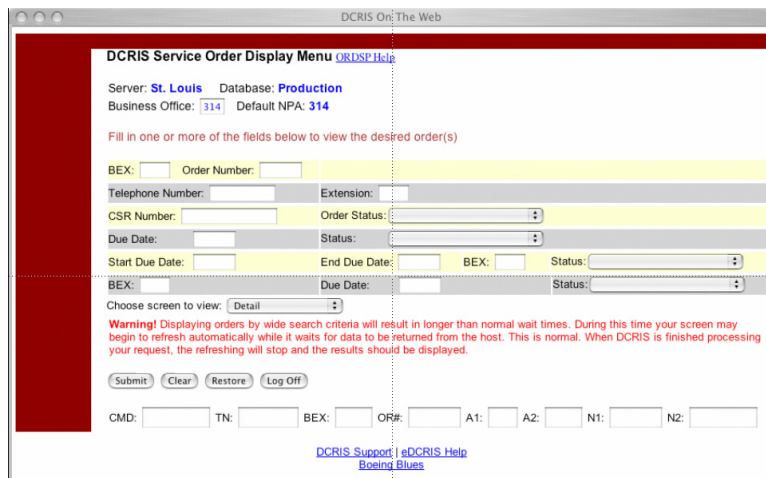 DCRIS On The Web
DCRIS Service Order Display Menu ORDSP Help
Server: St. Louis Database: Production
Business Office: 314 Default NPA: 314
Fill in one or more of the fields below to view the desired order(s)
BEX: Order Number:
Telephone Number: Extension:
CSR Number: Order Status:
Due Date: Status:
Start Due Date: End Due Date: BEX: Status:
BEX: Due Date: Status:
Choose screen to view: Detail
Warning! Displaying orders by wide search criteria will result in longer than normal wait times. During this time your screen may
begin to refresh automatically while it waits for data to be returned from the host. This is normal. When DCRIS is finished processing
your request, the refreshing will stop and the results should be displayed.
Submit Clear Restore Log Off
CMD: TN: BEX: OR#: A1: A2: N1: N2:
DCRIS Support | eDCRIS Help
Boeing Blues